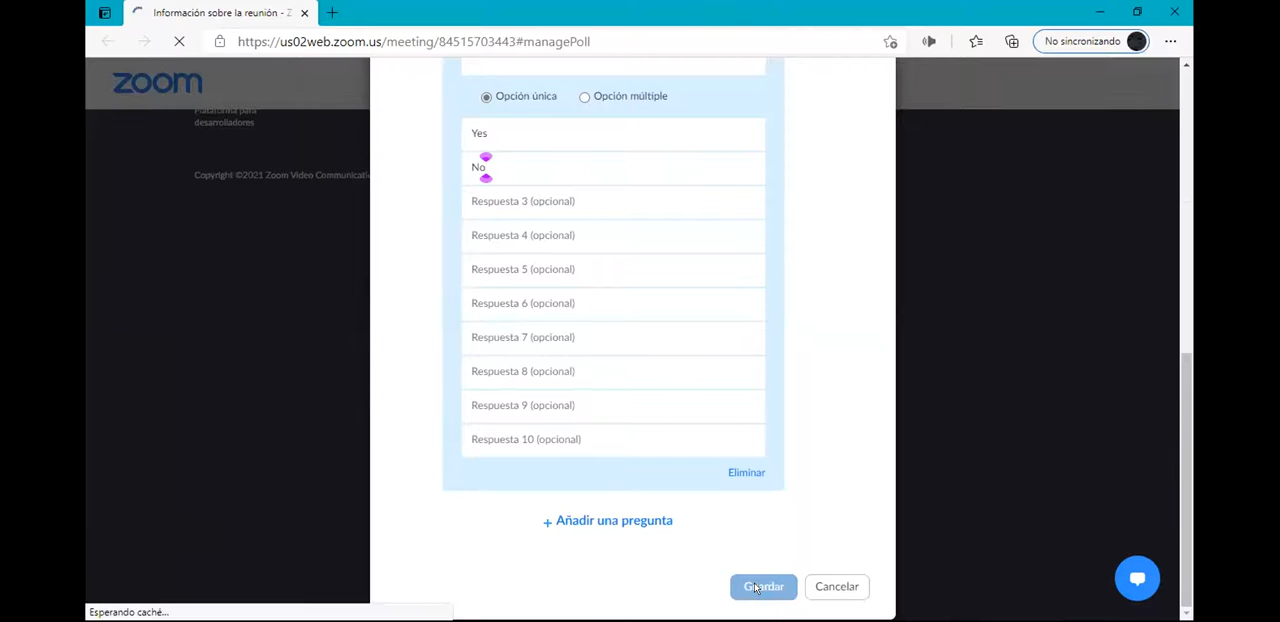 Información sobre la reunión - Z
https://us02web.zoom.us/meeting/84515703443#managePoll
No sincronizando
zoom
Plataforma para
desarrolladores
Copyright ©2021 Zoom Video Communicati
Opción única
Opción múltiple
Yes
No
Respuesta 3 (opcional)
Respuesta 4 (opcional)
Respuesta 5 (opcional)
Respuesta 6 (opcional)
Respuesta 7 (opcional)
Respuesta 8 (opcional)
Respuesta 9 (opcional)
Respuesta 10 (opcional)
Eliminar
+ Añadir una pregunta
Guardar
Cancelar
Esperando caché...